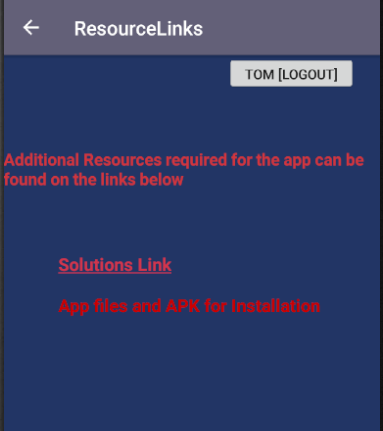 ResourceLinks
TOM [LOGOUT]
Additional Resources required for the app can be
found on the links below
Solutions Link
App files and APK for Installation